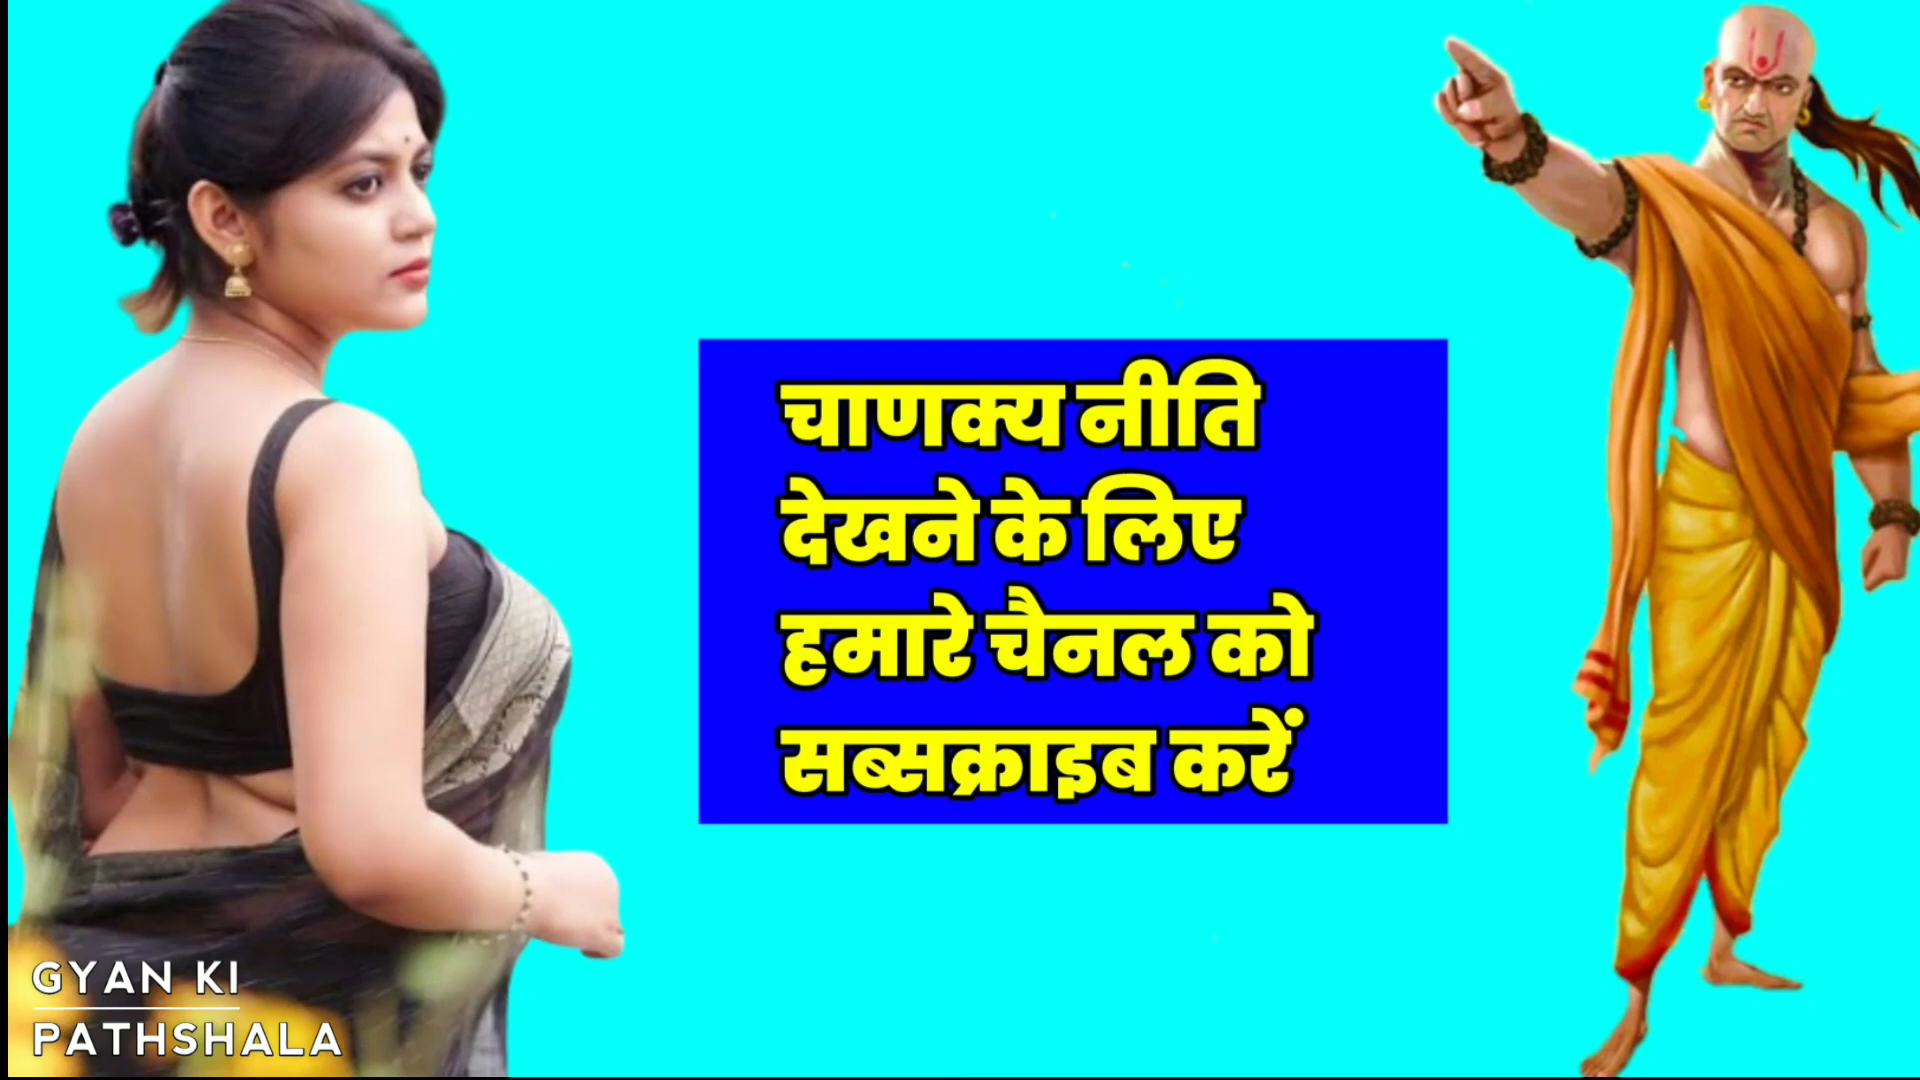 चाणक्य नीति
देखने के लिए
हमारे चैनल को
सब्सक्राइब करें
GYAN KI
PATHSHALA